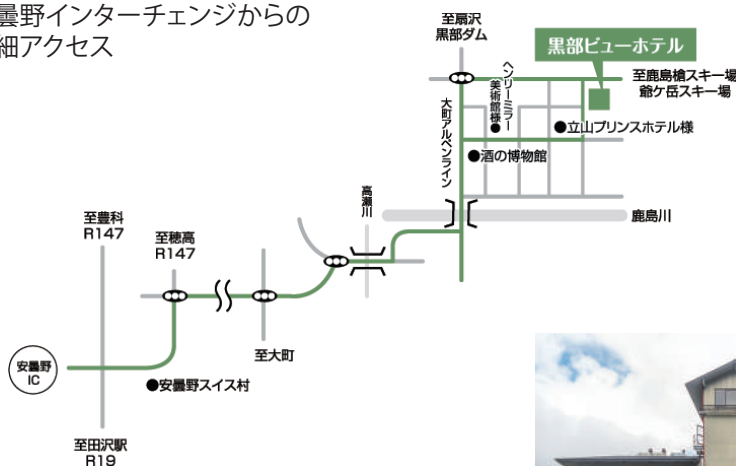 曇野インターチェンジからの
細アクセス
至扇沢
黒部ダム
黒部ビューホテル
至鹿島槍スキー場
爺ケ岳スキー場
ヘンリーミラー
美術館様
●立山プリンスホテル様
●酒の博物館
大町アルペンライン
高瀬川
鹿島川
至豊科
R147
至穂高
R147
至大町
安曇野
IC
●安曇野スイス村
至田沢駅
R19